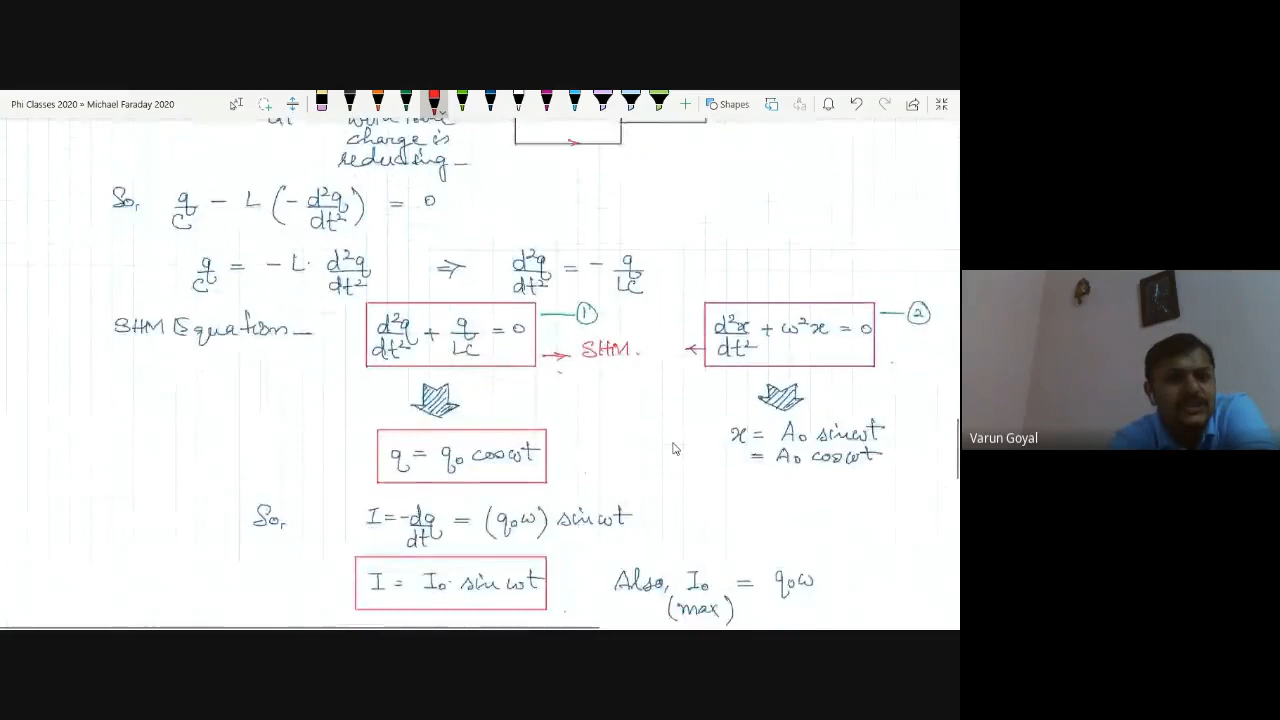 Phi Classes 2020 » Michael Faraday 2020
Shapes
charge is
reducing –
So, q/C - L (- d²q/dt²) = 0
q/C = - L · d²q/dt² ⇒ d²q/dt² = - q/LC
SHM Equation – d²q/dt² + q/LC = 0 — ① d²x/dt² + ω²x = 0 — ②
→ SHM. ←
q = q₀ cosωt
x = A₀ sinωt
= A₀ cosωt
So, I = -dq/dt = (q₀ω) sinωt
I = I₀· sin ωt Also, I₀ = q₀ω
(max)
Varun Goyal